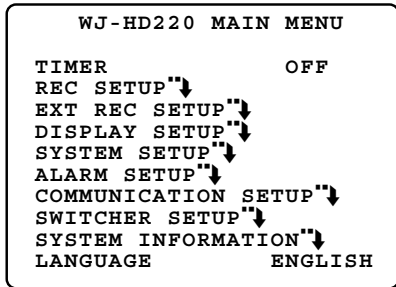 WJ-HD220 MAIN MENU
TIMER OFF
REC SETUP
EXT REC SETUP
DISPLAY SETUP
SYSTEM SETUP
ALARM SETUP
COMMUNICATION SETUP
SWITCHER SETUP
SYSTEM INFORMATION
LANGUAGE ENGLISH